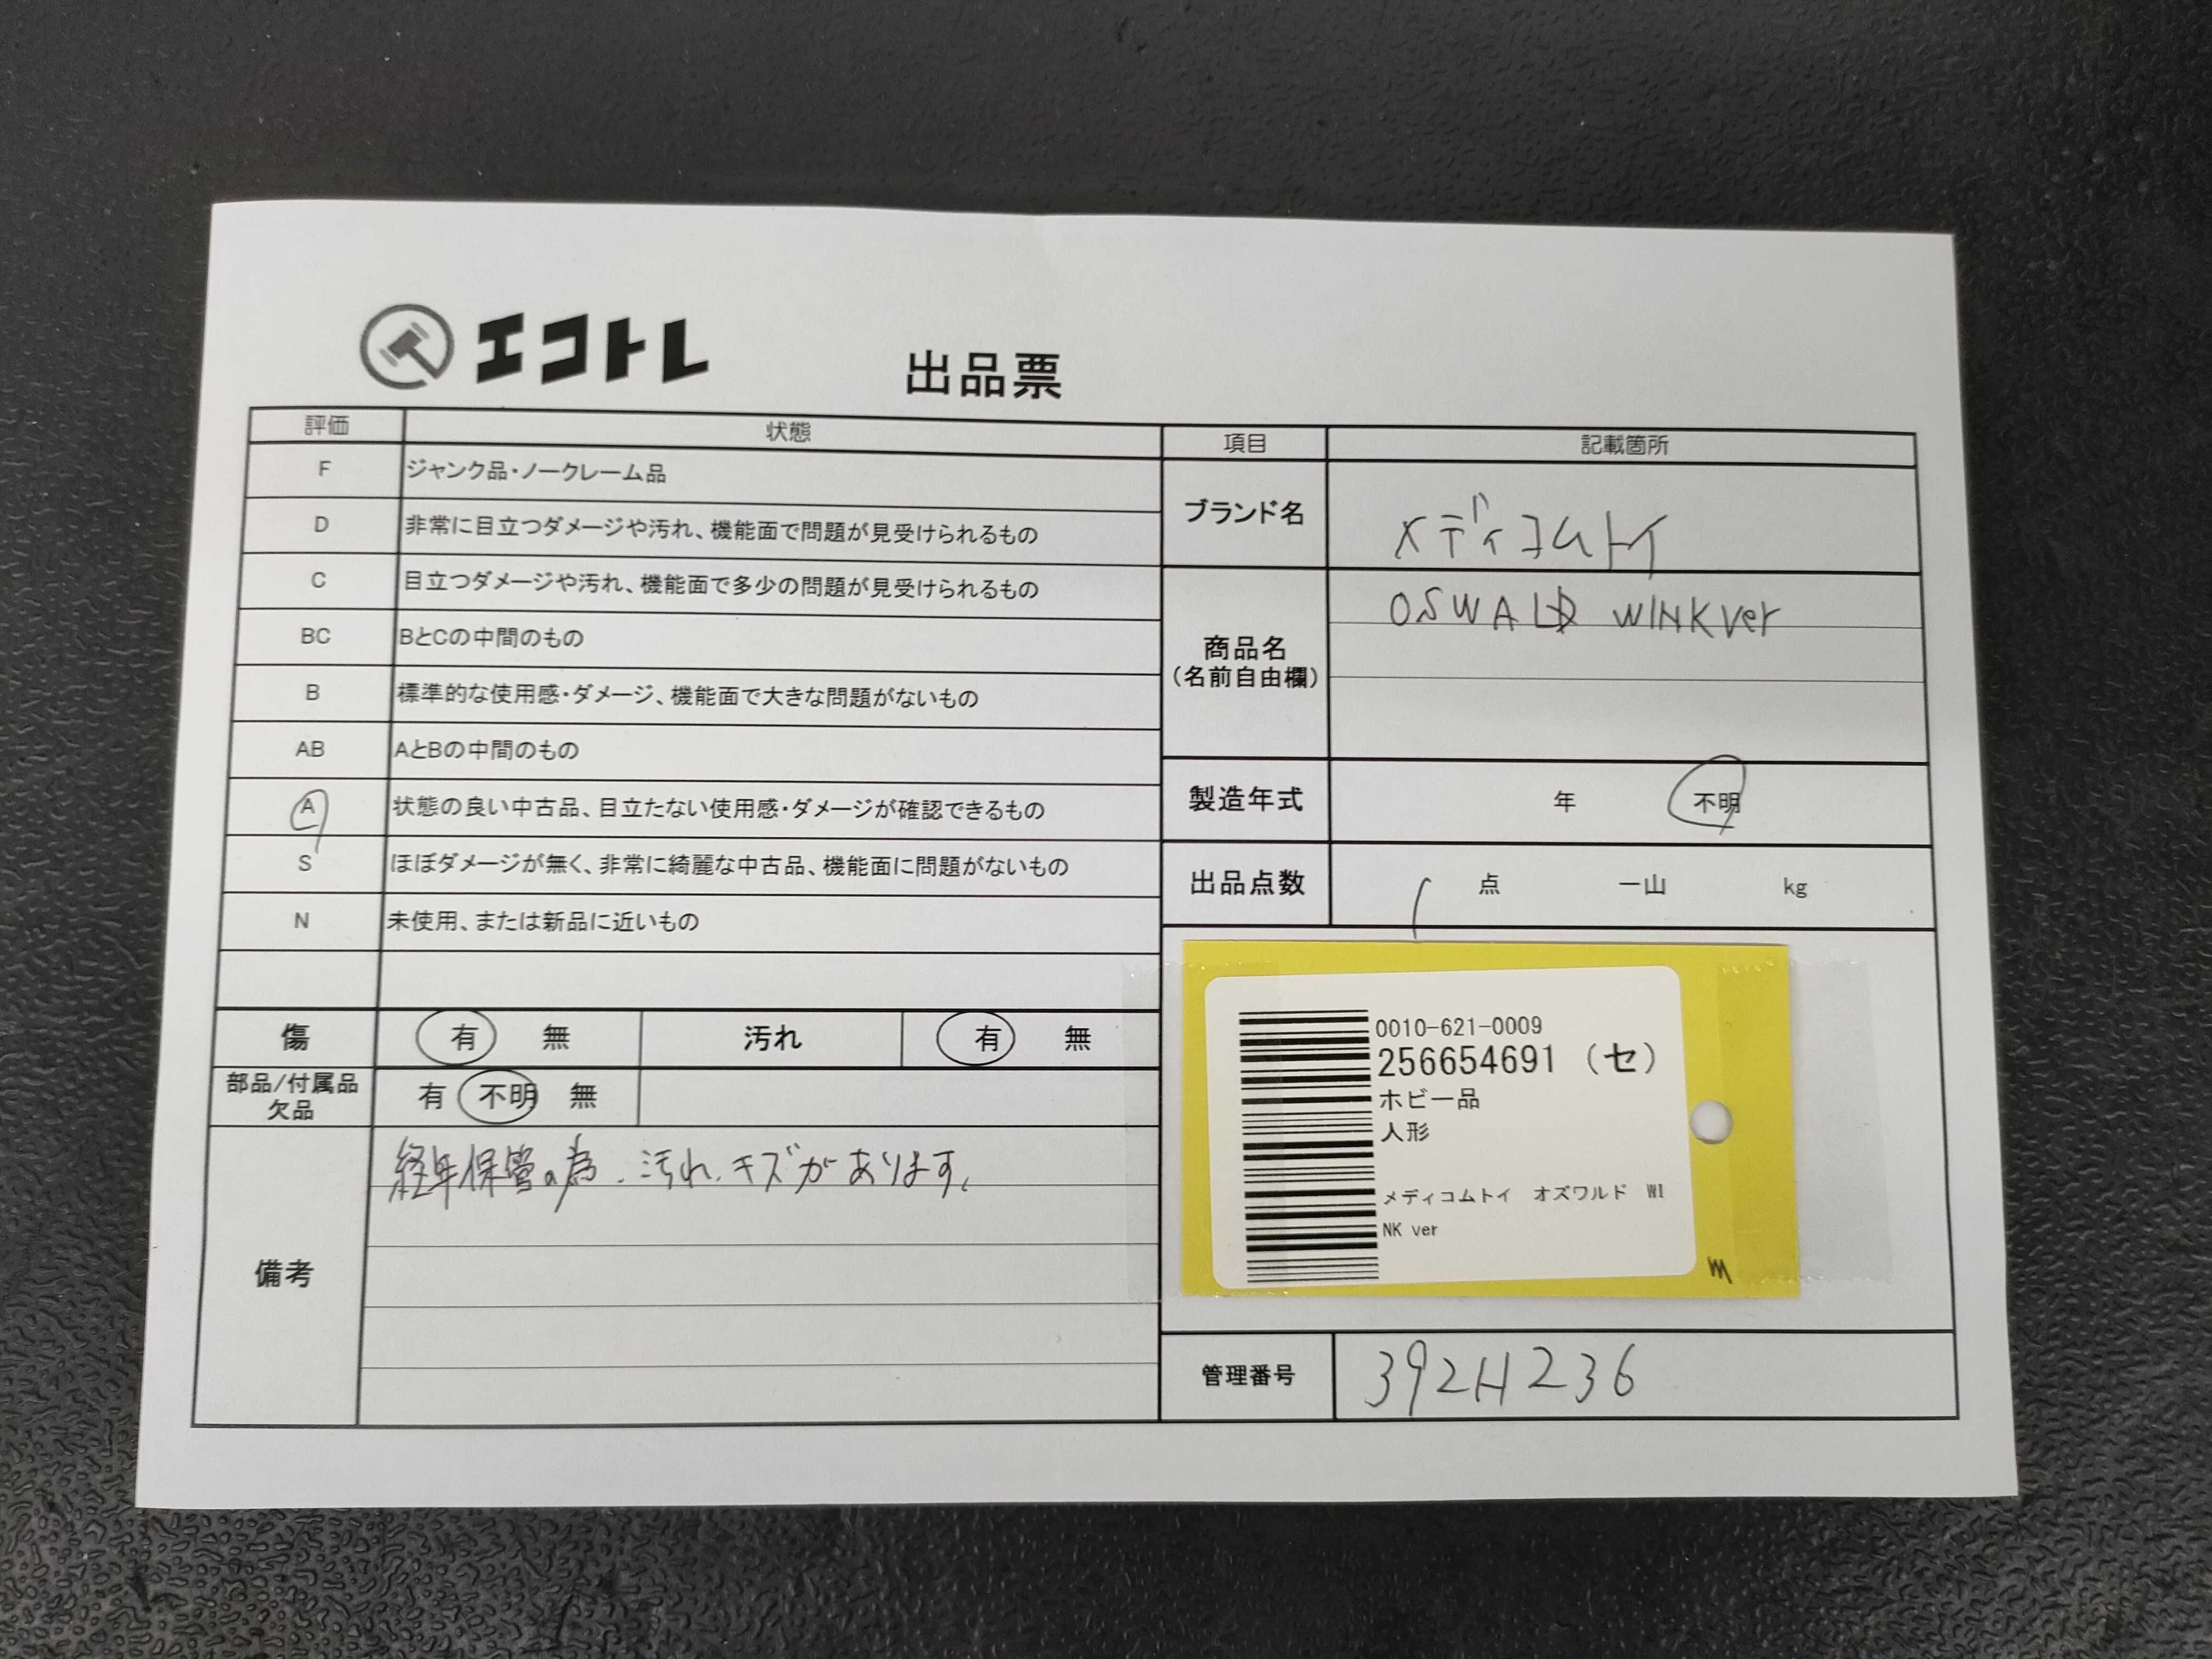 エコトレ
出品票
評価 状態
F ジャンク品・ノークレーム品
D 非常に目立つダメージや汚れ、機能面で問題が見受けられるもの
C 目立つダメージや汚れ、機能面で多少の問題が見受けられるもの
BC BとCの中間のもの
B 標準的な使用感・ダメージ、機能面で大きな問題がないもの
AB AとBの中間のもの
A 状態の良い中古品、目立たない使用感・ダメージが確認できるもの
S ほぼダメージが無く、非常に綺麗な中古品、機能面に問題がないもの
N 未使用、または新品に近いもの
傷 有 無 汚れ 有 無
部品/付属品
欠品 有 不明 無
備考 経年保管の為、汚れ、キズがあります。
項目 記載箇所
ブランド名 メディコムトイ
商品名
(名前自由欄) OSWALD WINKver
製造年式 年 不明
出品点数 1 点 一山 kg
0010-621-0009
256654691 (セ)
ホビー品
人形
メディコムトイ オズワルド WI
NK ver
管理番号 392H236